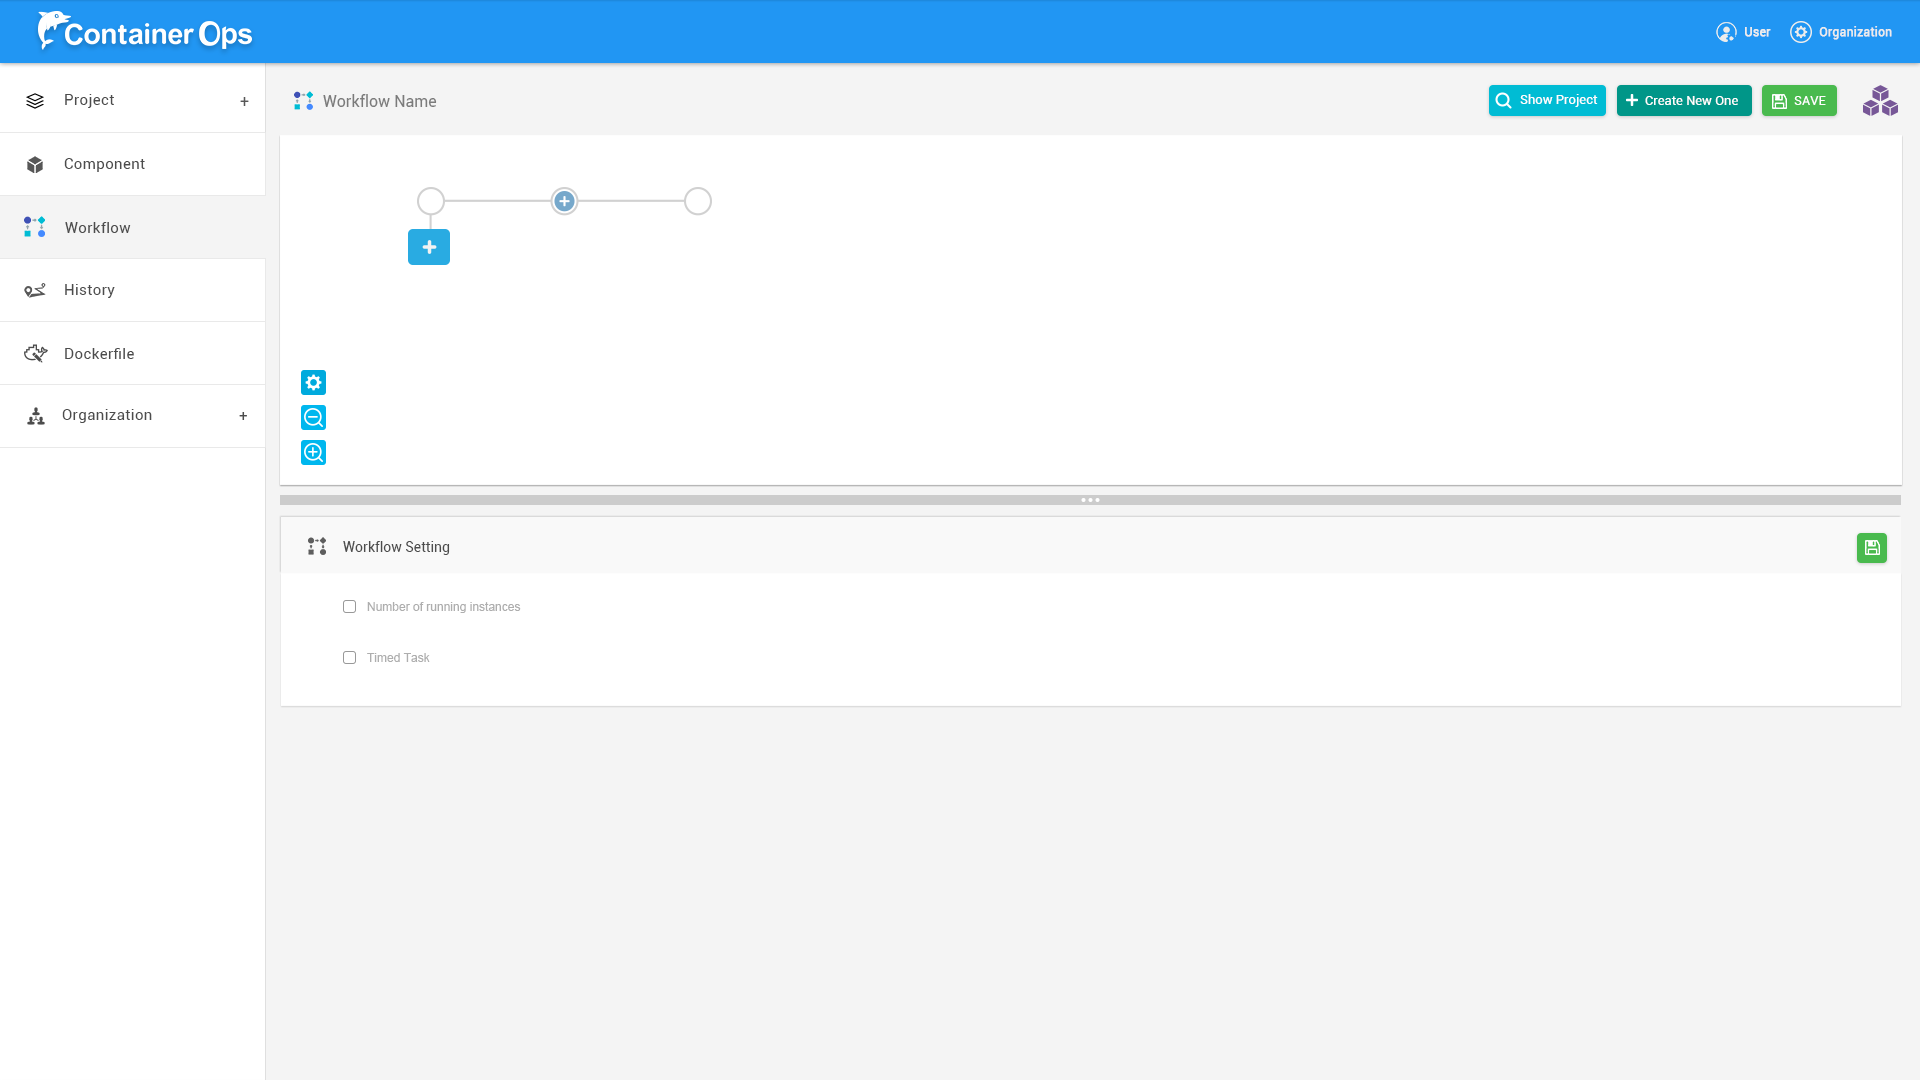 Container Ops
User
Organization
Project +
Component
Workflow
History
Dockerfile
Organization +
Workflow Name
Show Project
+ Create New One
SAVE
+
+
Workflow Setting
Number of running instances
Timed Task